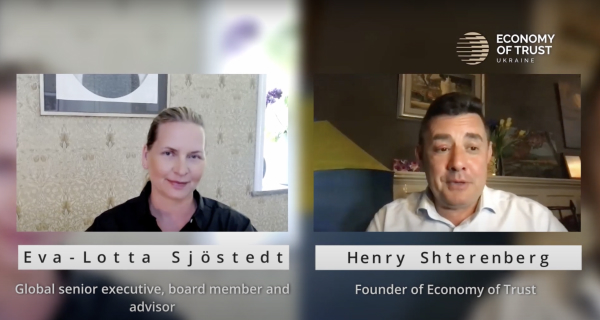 ECONOMY
OF TRUST
UKRAINE
Eva-Lotta Sjöstedt
Henry Shterenberg
Global senior executive, board member and
advisor
Founder of Economy of Trust